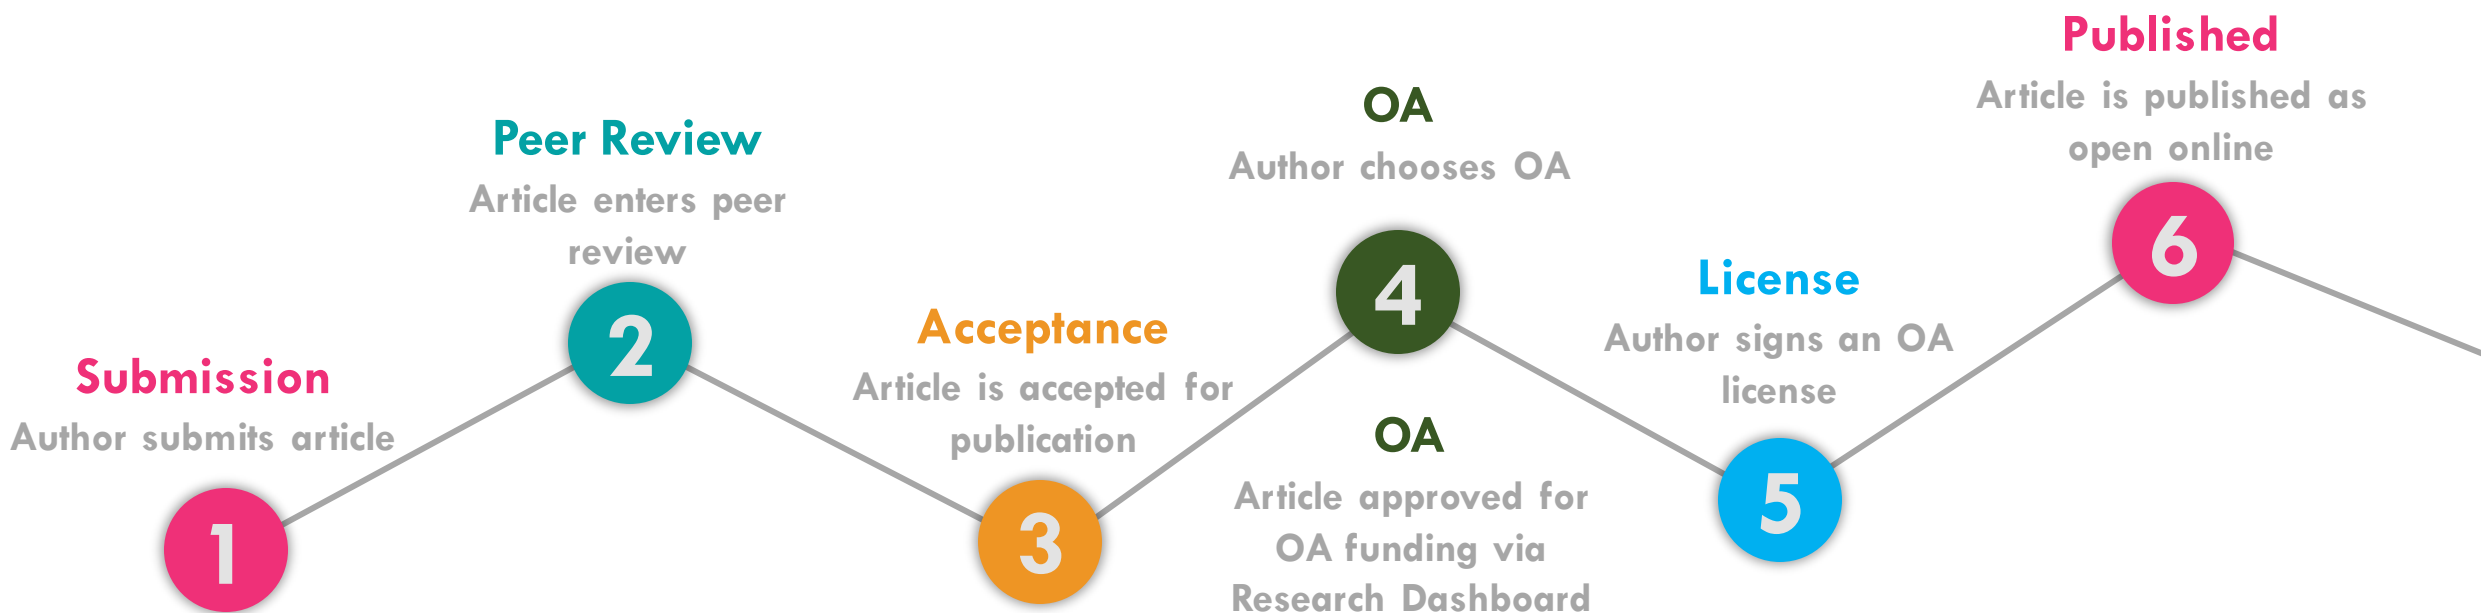 Submission
Author submits article
1
Peer Review
Article enters peer
review
2
Acceptance
Article is accepted for
publication
3
OA
Author chooses OA
4
OA
Article approved for
OA funding via
Research Dashboard
License
Author signs an OA
license
5
Published
Article is published as
open online
6